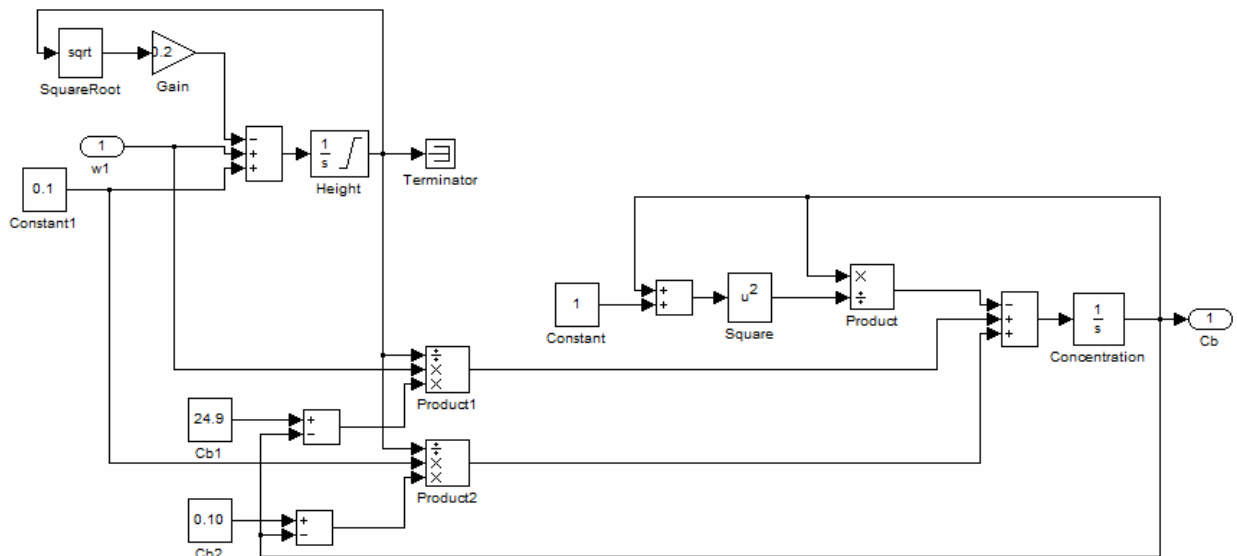 sqrt
0.2
SquareRoot
Gain
1
w1
−
+
+
1
s
Height
Terminator
0.1
Constant1
1
Constant
+
+
u2
Square
×
÷
Product
−
+
+
1
s
Concentration
1
Cb
÷
×
×
Product1
24.9
Cb1
+
−
÷
×
×
Product2
0.10
Cb2
+
−